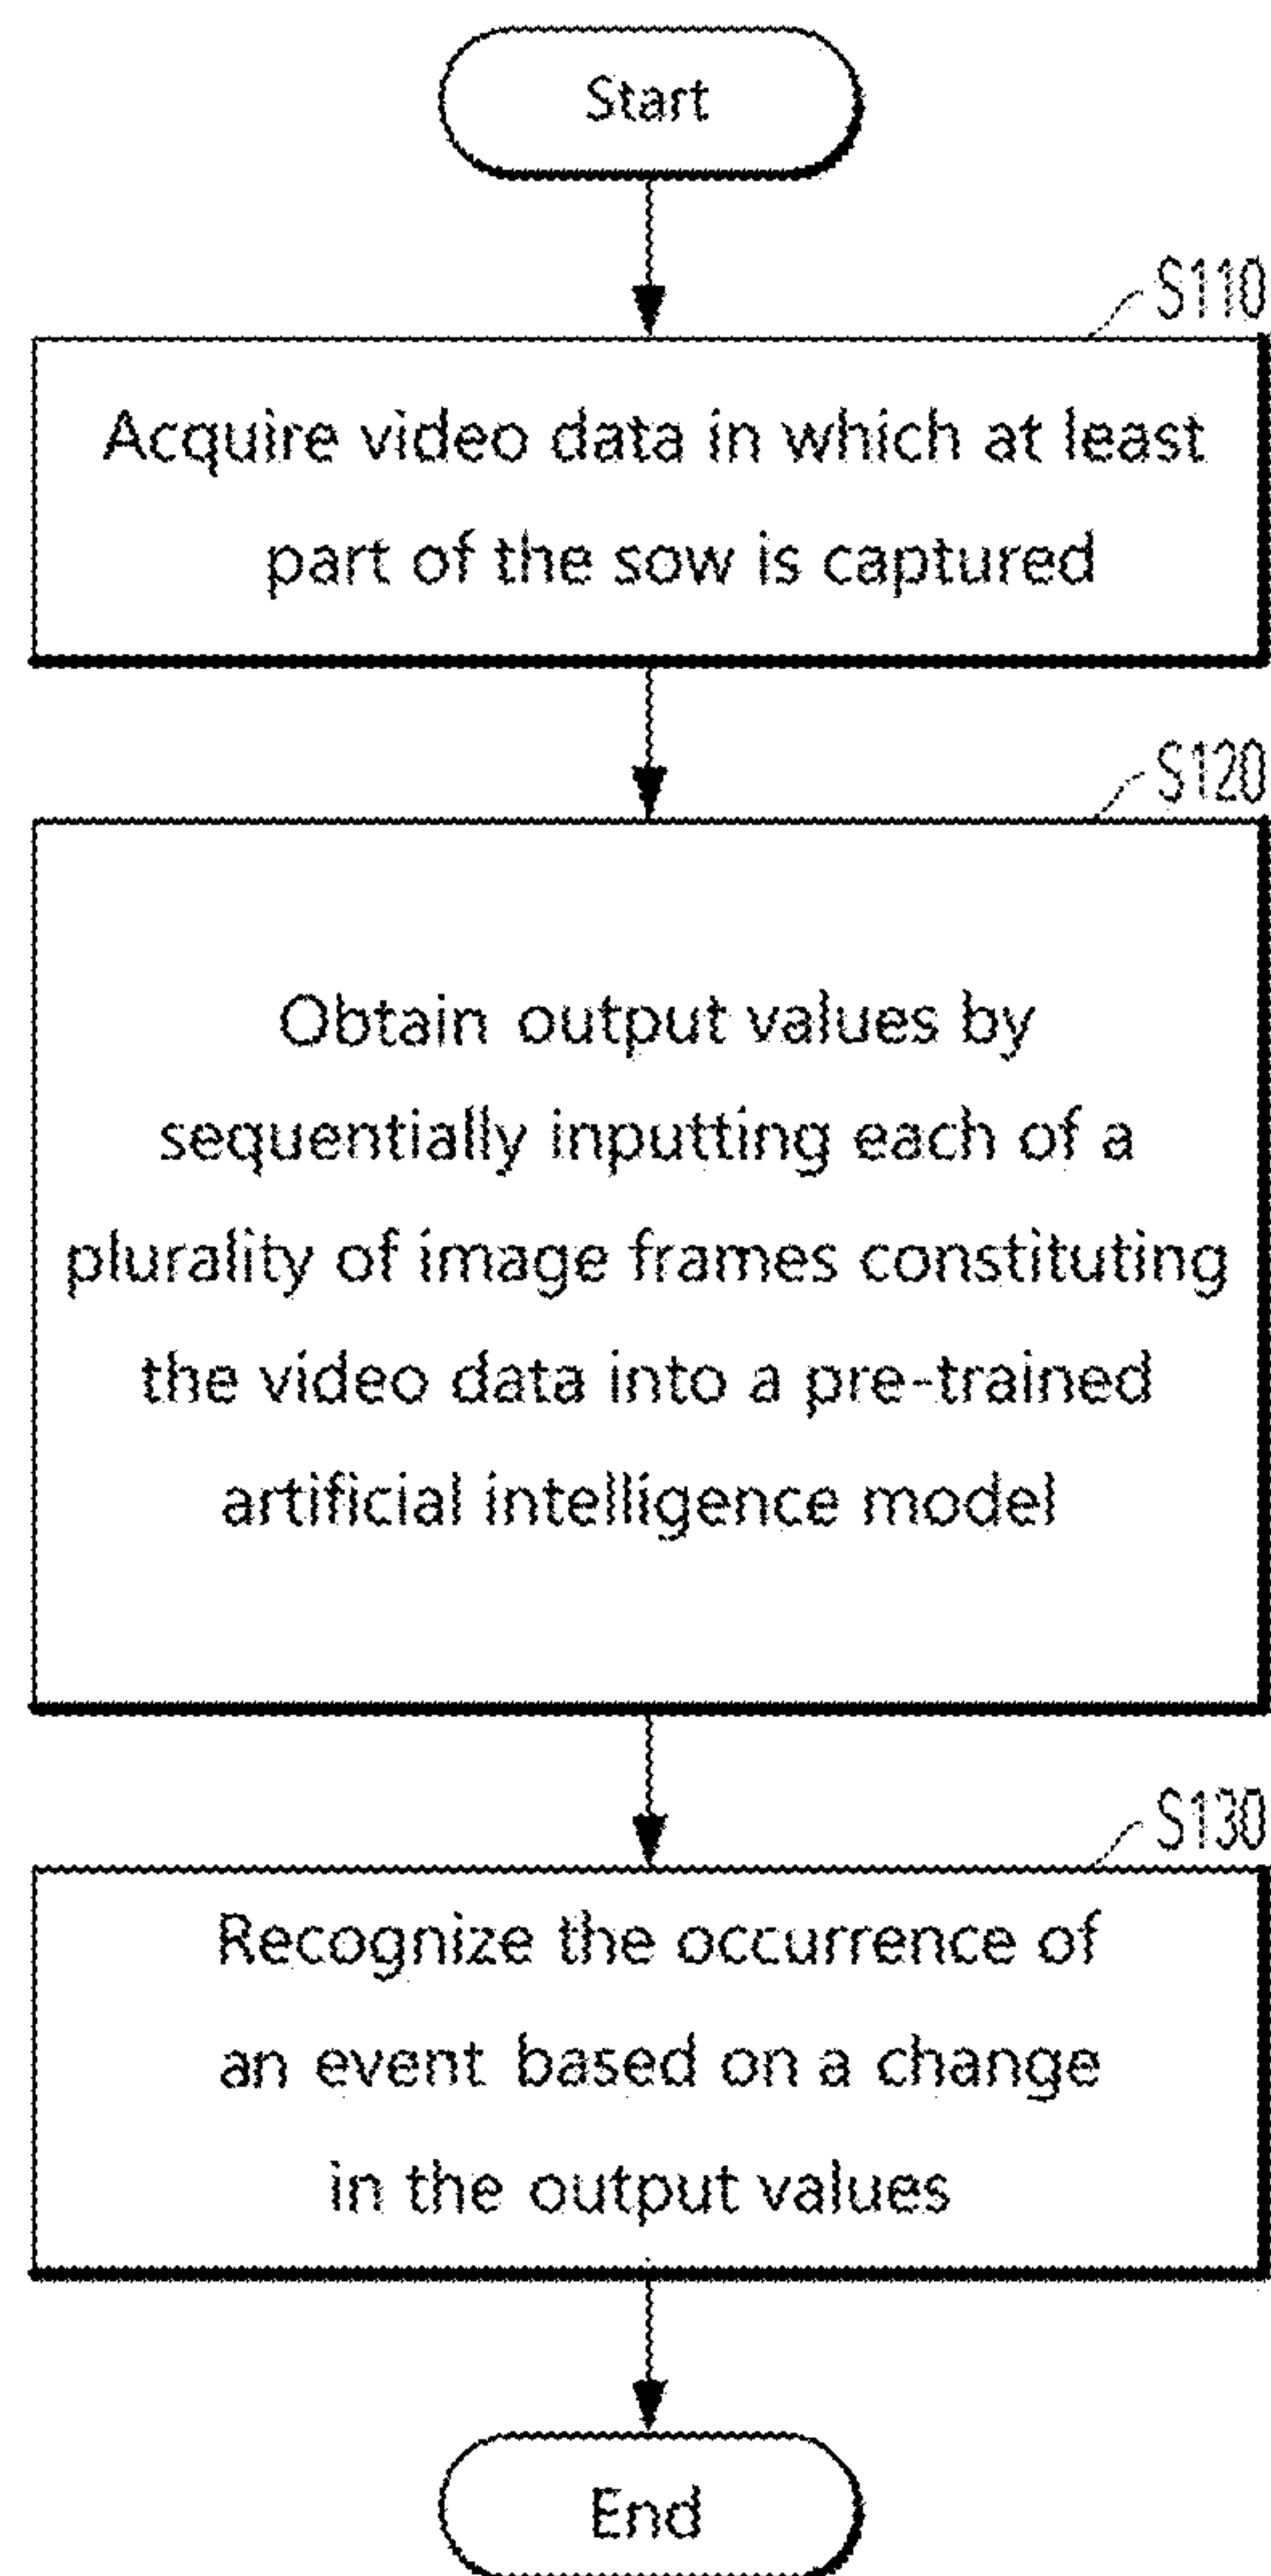 Start
S110
Acquire video data in which at least
part of the sow is captured
S120
Obtain output values by
sequentially inputting each of a
plurality of image frames constituting
the video data into a pre-trained
artificial intelligence model
S130
Recognize the occurrence of
an event based on a change
in the output values
End